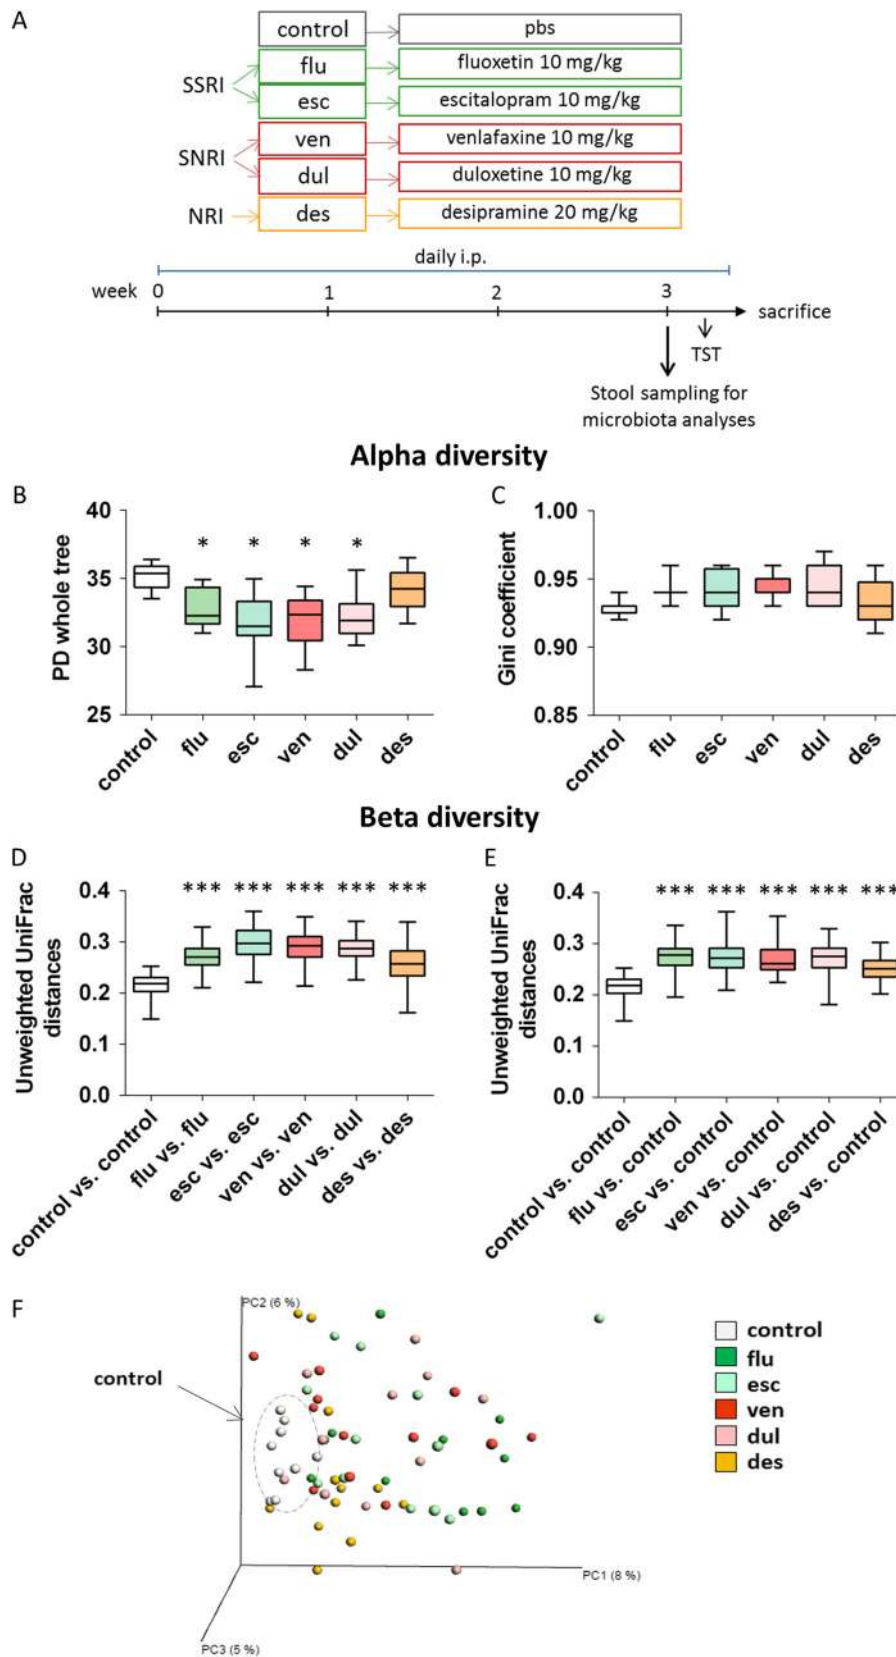 A
control
pbs
SSRI
flu
fluoxetin 10 mg/kg
esc
escitalopram 10 mg/kg
SNRI
ven
venlafaxine 10 mg/kg
dul
duloxetine 10 mg/kg
NRI
des
desipramine 20 mg/kg
daily i.p.
week
0
1
2
3
sacrifice
TST
Stool sampling for
microbiota analyses
Alpha diversity
B
PD whole tree
40
35
30
25
* * * *
control
flu
esc
ven
dul
des
C
Gini coefficient
1.00
0.95
0.90
0.85
control
flu
esc
ven
dul
des
Beta diversity
D
Unweighted UniFrac
distances
0.4
0.3
0.2
0.1
0.0
*** *** *** *** ***
control vs. control
flu vs. flu
esc vs. esc
ven vs. ven
dul vs. dul
des vs. des
E
Unweighted UniFrac
distances
0.4
0.3
0.2
0.1
0.0
*** *** *** *** ***
control vs. control
flu vs. control
esc vs. control
ven vs. control
dul vs. control
des vs. control
F
PC2 (6 %)
control
PC1 (8 %)
PC3 (5 %)
control
flu
esc
ven
dul
des